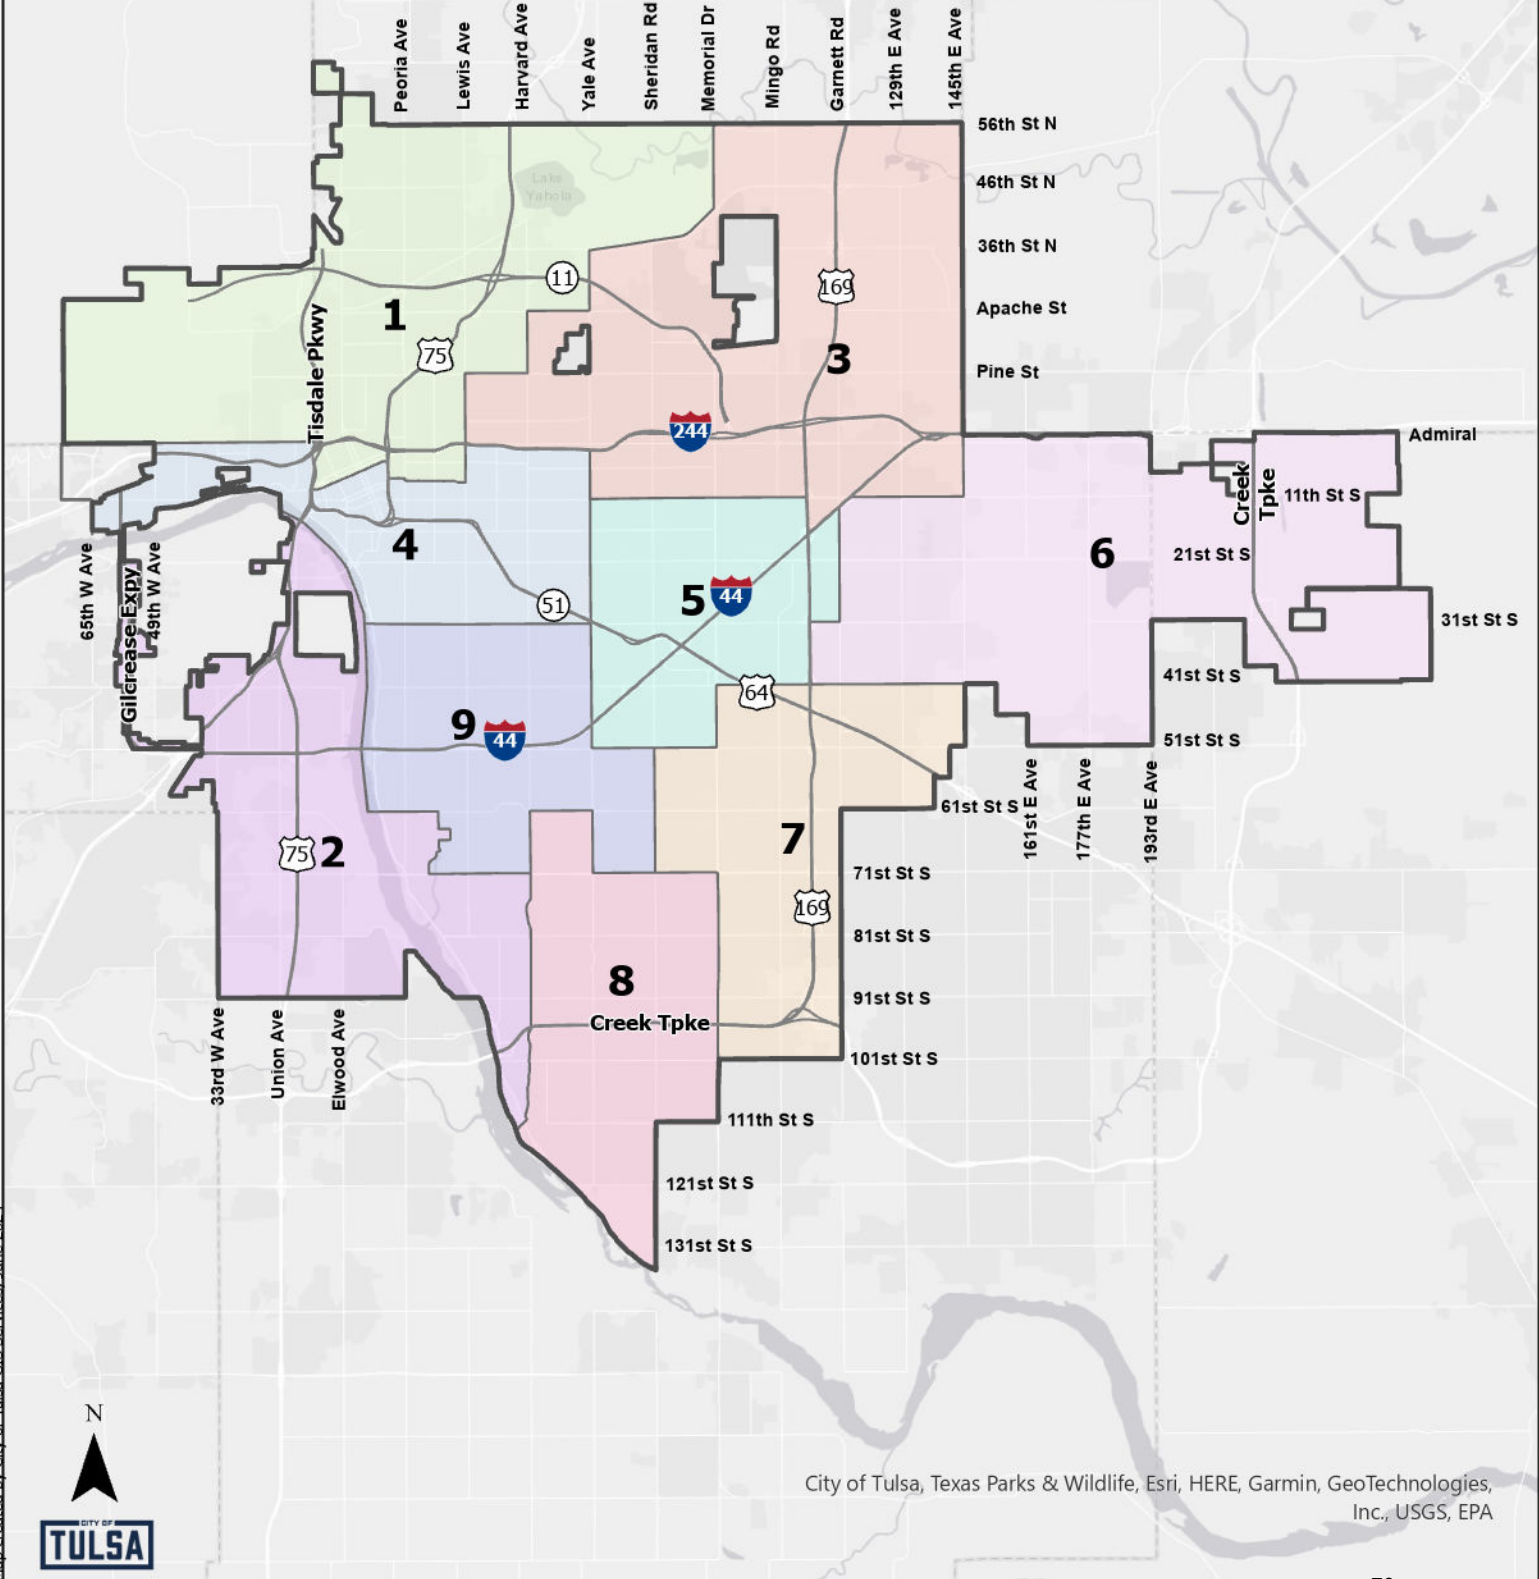 Peoria Ave
Lewis Ave
Harvard Ave
Yale Ave
Sheridan Rd
Memorial Dr
Mingo Rd
Garnett Rd
129th E Ave
145th E Ave
56th St N
46th St N
36th St N
Apache St
Pine St
Admiral
Lake
Yahola
11
1
75
169
3
Tisdale Pkwy
244
Creek
Tpke
11th St S
21st St S
31st St S
41st St S
51st St S
4
6
5
44
51
65th W Ave
Gilcrease Expy
49th W Ave
64
9
44
161st E Ave
177th E Ave
193rd E Ave
61st St S
75
2
7
71st St S
169
81st St S
8
91st St S
Creek Tpke
101st St S
33rd W Ave
Union Ave
Elwood Ave
111th St S
121st St S
131st St S
N
CITY OF
TULSA
City of Tulsa, Texas Parks & Wildlife, Esri, HERE, Garmin, GeoTechnologies,
Inc., USGS, EPA